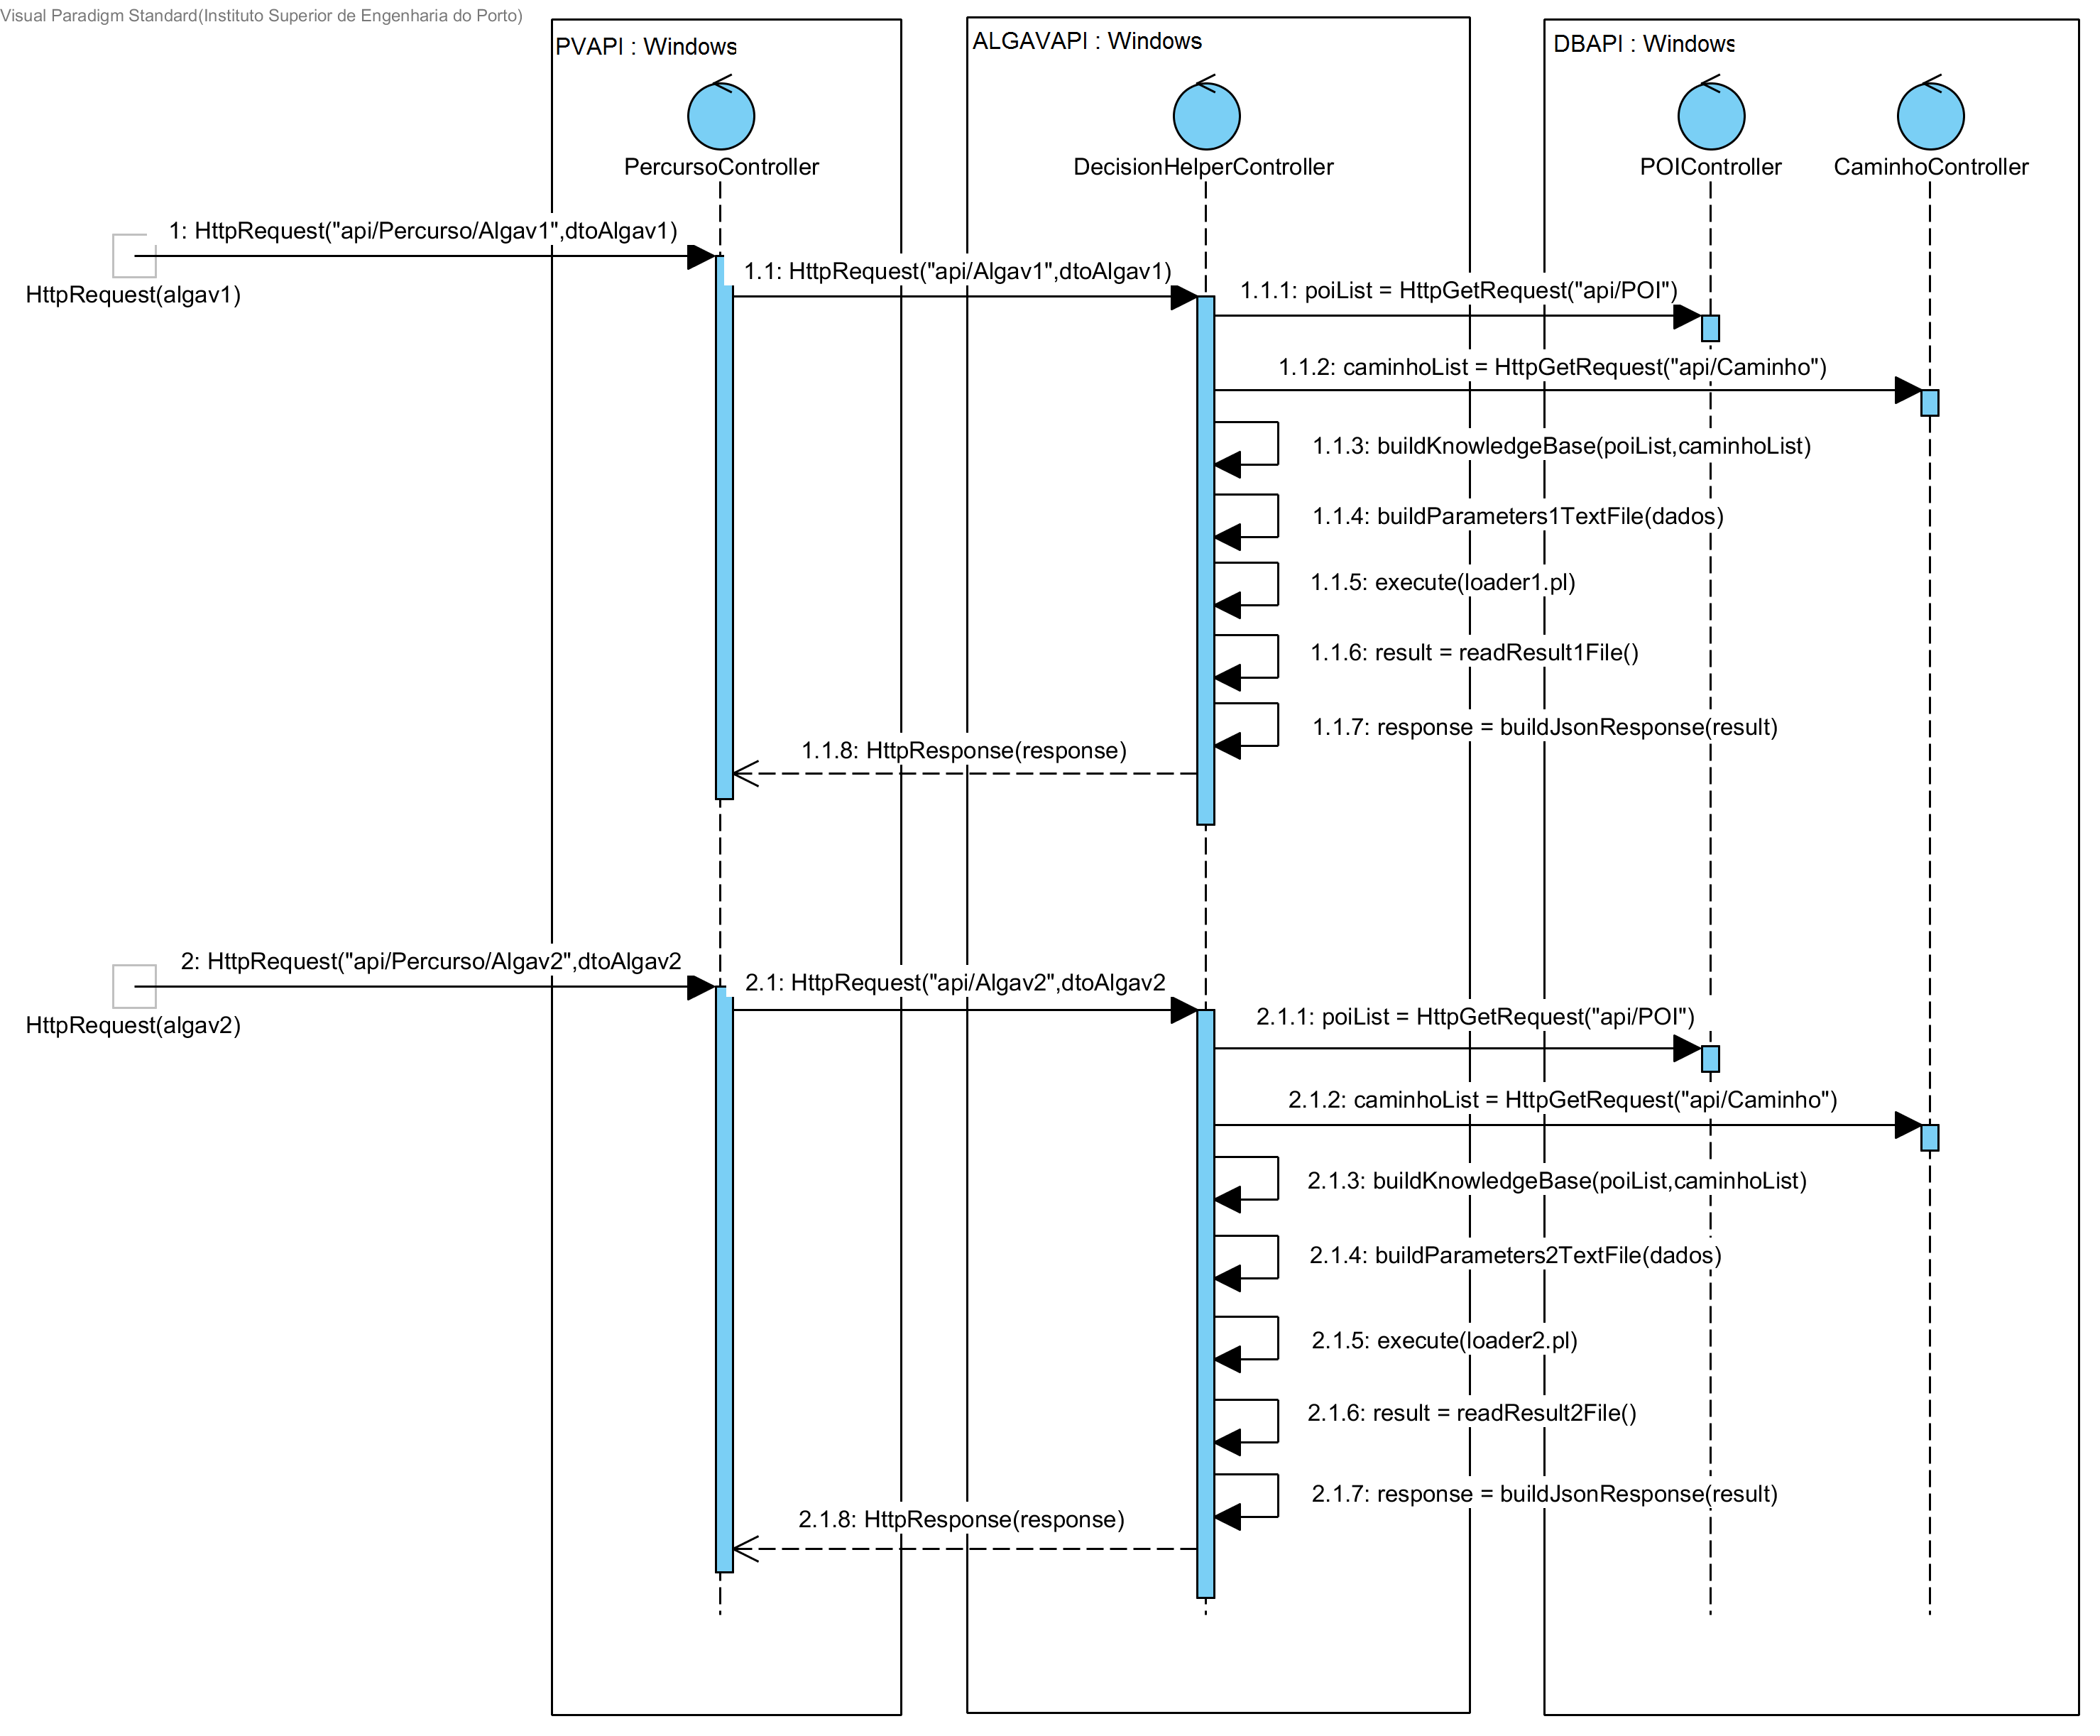 Visual Paradigm Standard(Instituto Superior de Engenharia do Porto)
PVAPI : Windows
ALGAVAPI : Windows
DBAPI : Windows
PercursoController
DecisionHelperController
POIController
CaminhoController
1: HttpRequest("api/Percurso/Algav1",dtoAlgav1)
HttpRequest(algav1)
1.1: HttpRequest("api/Algav1",dtoAlgav1)
1.1.1: poiList = HttpGetRequest("api/POI")
1.1.2: caminhoList = HttpGetRequest("api/Caminho")
1.1.3: buildKnowledgeBase(poiList,caminhoList)
1.1.4: buildParameters1TextFile(dados)
1.1.5: execute(loader1.pl)
1.1.6: result = readResult1File()
1.1.7: response = buildJsonResponse(result)
1.1.8: HttpResponse(response)
2: HttpRequest("api/Percurso/Algav2",dtoAlgav2
HttpRequest(algav2)
2.1: HttpRequest("api/Algav2",dtoAlgav2
2.1.1: poiList = HttpGetRequest("api/POI")
2.1.2: caminhoList = HttpGetRequest("api/Caminho")
2.1.3: buildKnowledgeBase(poiList,caminhoList)
2.1.4: buildParameters2TextFile(dados)
2.1.5: execute(loader2.pl)
2.1.6: result = readResult2File()
2.1.7: response = buildJsonResponse(result)
2.1.8: HttpResponse(response)